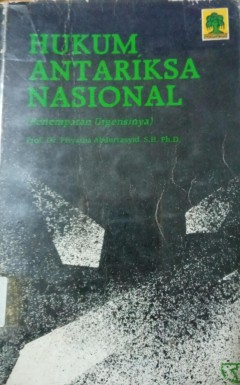 HUKUM
ANTARIKSA
NASIONAL
(Penempatan Urgensinya)
Prof. Dr. Priyatna Abdurrasyid, S.H. Ph.D.